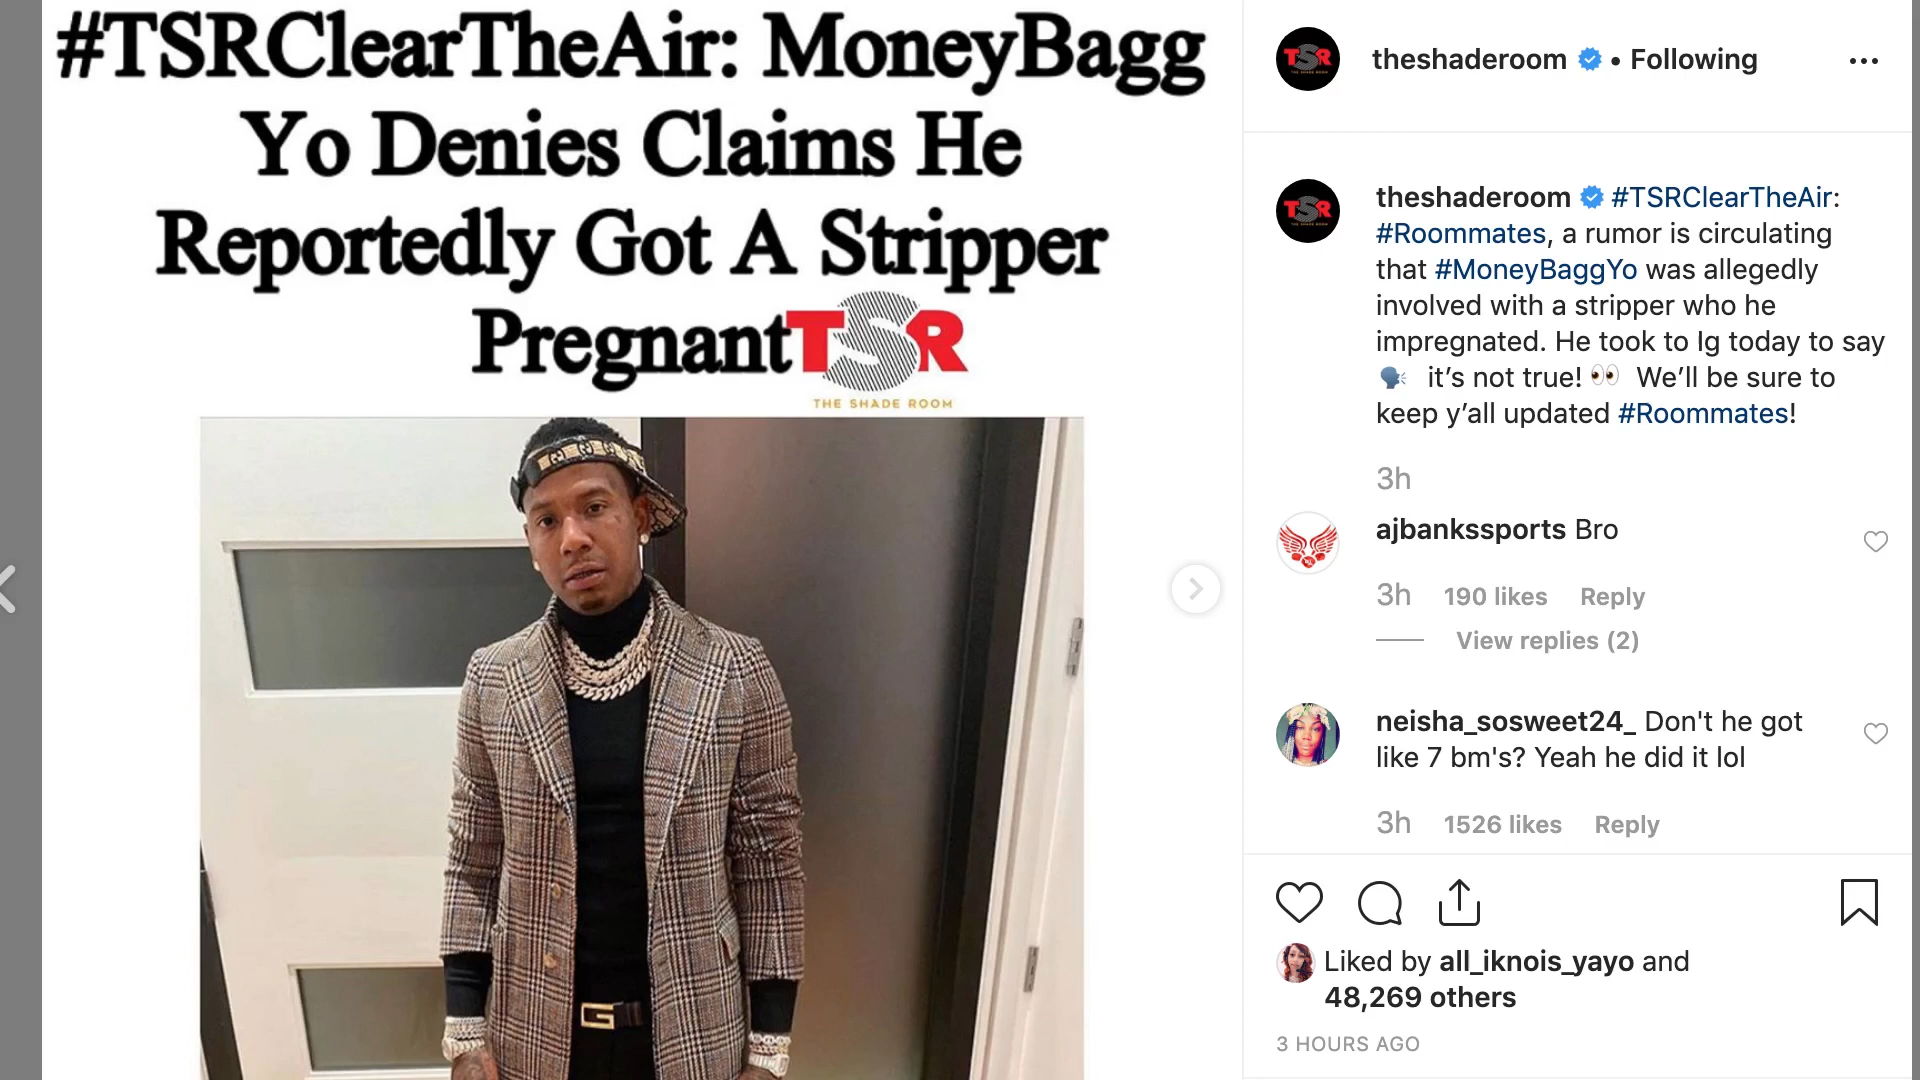 #TSRClearTheAir: MoneyBagg
Yo Denies Claims He
Reportedly Got A Stripper
Pregnant TSR
THE SHADE ROOM
theshaderoom • Following
theshaderoom #TSRClearTheAir:
#Roommates, a rumor is circulating
that #MoneyBaggYo was allegedly
involved with a stripper who he
impregnated. He took to Ig today to say
🗣 it’s not true! 👀 We’ll be sure to
keep y’all updated #Roommates!
3h
ajbankssports Bro
3h 190 likes Reply
View replies (2)
neisha_sosweet24_ Don't he got
like 7 bm's? Yeah he did it lol
3h 1526 likes Reply
Liked by all_iknois_yayo and
48,269 others
3 HOURS AGO